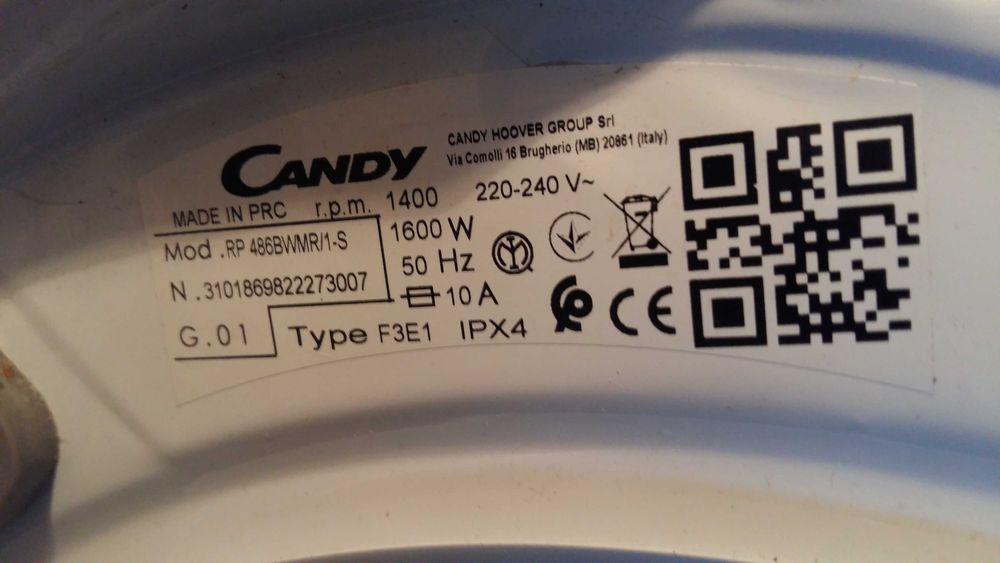 CANDY
CANDY HOOVER GROUP Srl
Via Comolli 16 Brugherio (MB) 20861 (Italy)
MADE IN PRC r.p.m. 1400 220-240 V~
Mod .RP 486BWMR/1-S
1600 W
50 Hz
N .3101869822273007
10 A
G.01
Type F3E1 IPX4
CE